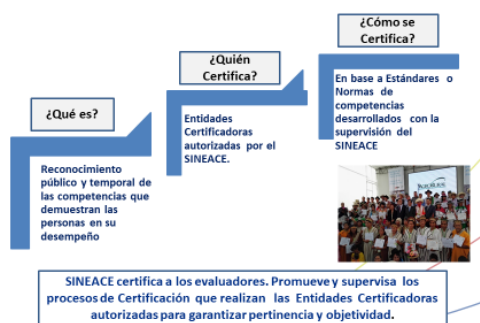 ¿Qué es?
Reconocimiento
público y temporal de
las competencias que
demuestran las
personas en su
desempeño
¿Quién
Certifica?
Entidades
Certificadoras
autorizadas por el
SINEACE.
¿Cómo se
Certifica?
En base a Estándares o
Normas de
competencias
desarrollados con la
supervisión del
SINEACE
SINEACE certifica a los evaluadores. Promueve y supervisa los
procesos de Certificación que realizan las Entidades Certificadoras
autorizadas para garantizar pertinencia y objetividad.